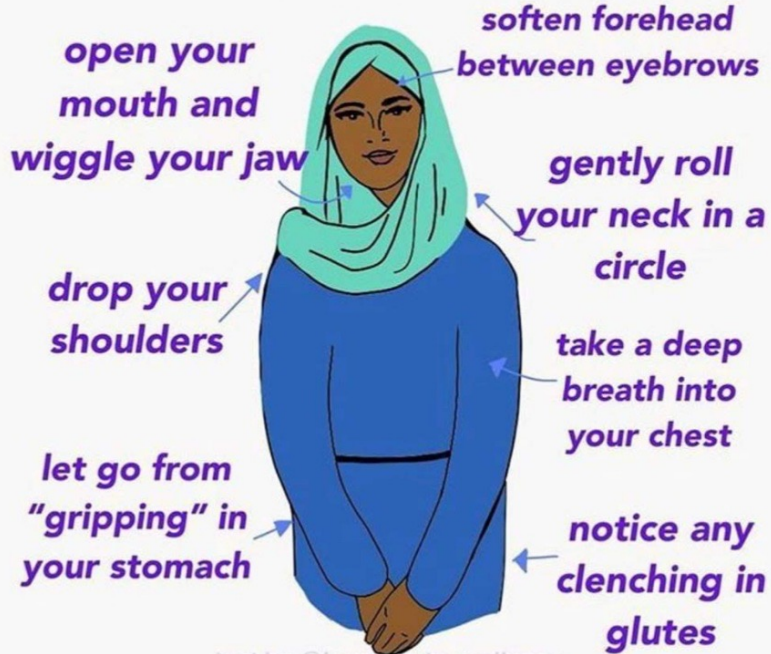 soften forehead
between eyebrows
open your
mouth and
wiggle your jaw
gently roll
your neck in a
circle
drop your
shoulders
take a deep
breath into
your chest
let go from
"gripping" in
your stomach
notice any
clenching in
glutes